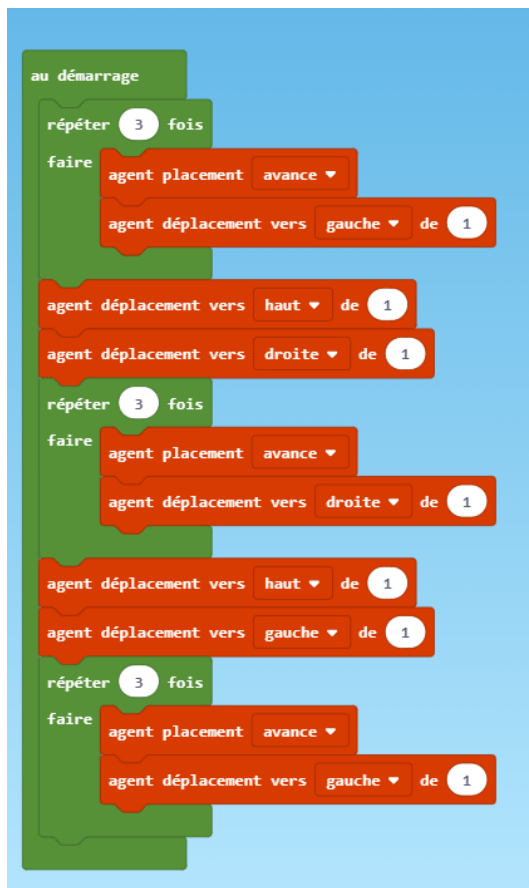 au démarrage
répéter 3 fois
faire
agent placement avance
agent déplacement vers gauche de 1
agent déplacement vers haut de 1
agent déplacement vers droite de 1
répéter 3 fois
faire
agent placement avance
agent déplacement vers droite de 1
agent déplacement vers haut de 1
agent déplacement vers gauche de 1
répéter 3 fois
faire
agent placement avance
agent déplacement vers gauche de 1